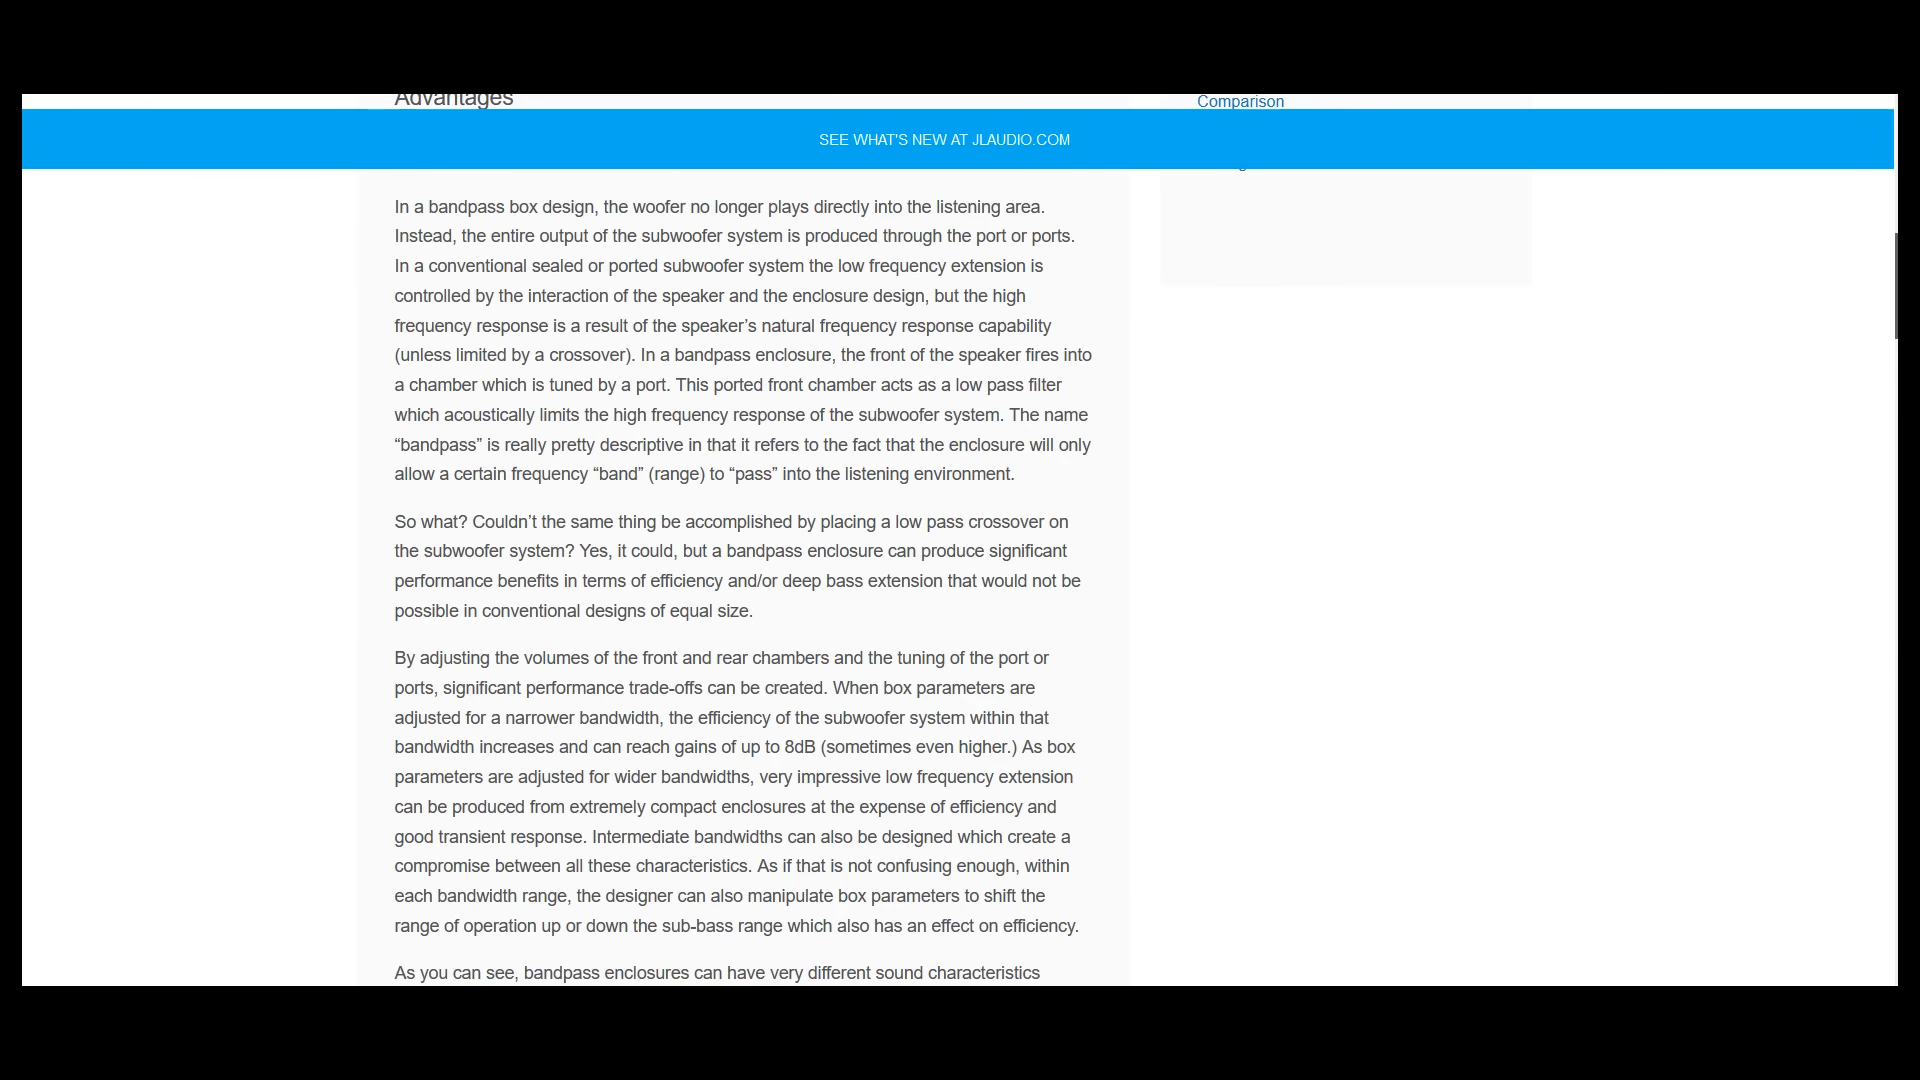 Advantages
Comparison
SEE WHAT'S NEW AT JLAUDIO.COM
In a bandpass box design, the woofer no longer plays directly into the listening area.
Instead, the entire output of the subwoofer system is produced through the port or ports.
In a conventional sealed or ported subwoofer system the low frequency extension is
controlled by the interaction of the speaker and the enclosure design, but the high
frequency response is a result of the speaker’s natural frequency response capability
(unless limited by a crossover). In a bandpass enclosure, the front of the speaker fires into
a chamber which is tuned by a port. This ported front chamber acts as a low pass filter
which acoustically limits the high frequency response of the subwoofer system. The name
“bandpass” is really pretty descriptive in that it refers to the fact that the enclosure will only
allow a certain frequency “band” (range) to “pass” into the listening environment.
So what? Couldn’t the same thing be accomplished by placing a low pass crossover on
the subwoofer system? Yes, it could, but a bandpass enclosure can produce significant
performance benefits in terms of efficiency and/or deep bass extension that would not be
possible in conventional designs of equal size.
By adjusting the volumes of the front and rear chambers and the tuning of the port or
ports, significant performance trade-offs can be created. When box parameters are
adjusted for a narrower bandwidth, the efficiency of the subwoofer system within that
bandwidth increases and can reach gains of up to 8dB (sometimes even higher.) As box
parameters are adjusted for wider bandwidths, very impressive low frequency extension
can be produced from extremely compact enclosures at the expense of efficiency and
good transient response. Intermediate bandwidths can also be designed which create a
compromise between all these characteristics. As if that is not confusing enough, within
each bandwidth range, the designer can also manipulate box parameters to shift the
range of operation up or down the sub-bass range which also has an effect on efficiency.
As you can see, bandpass enclosures can have very different sound characteristics